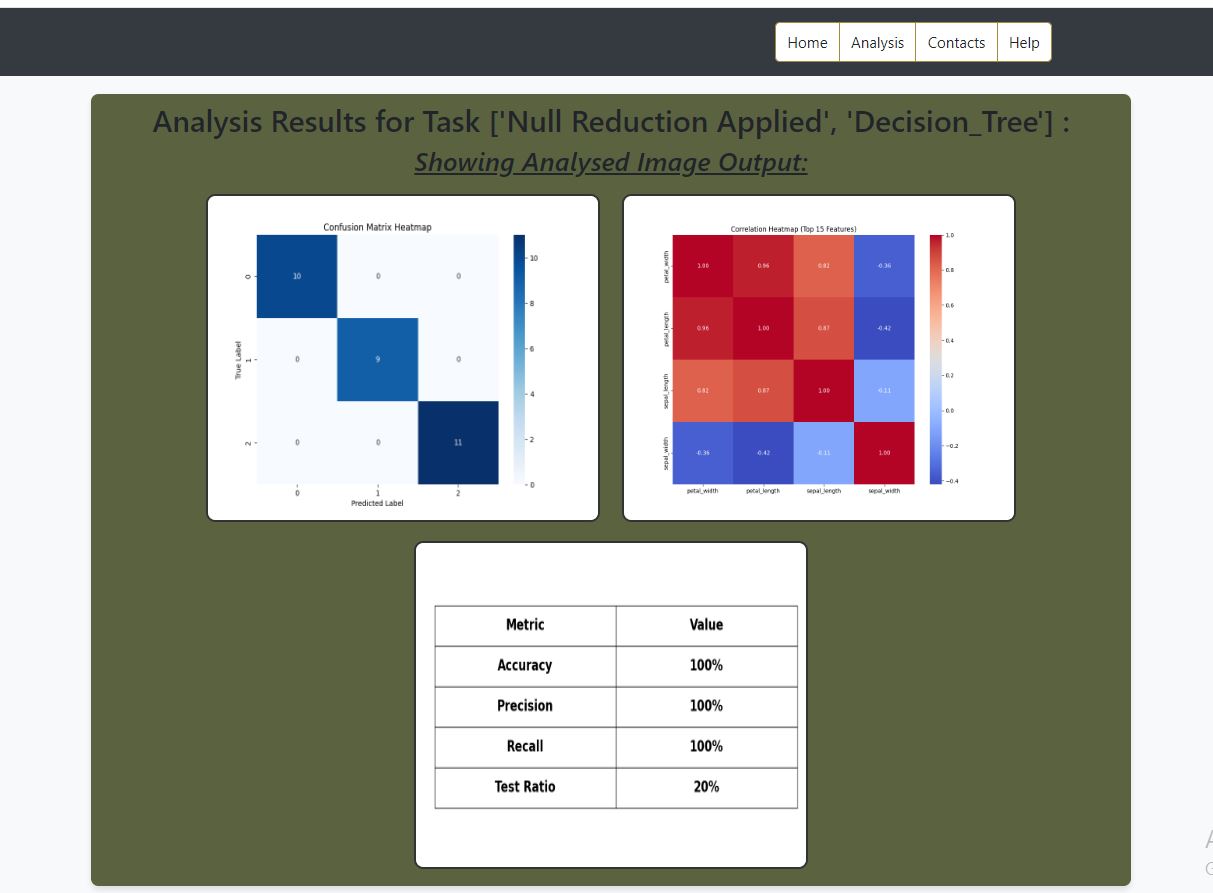 Home Analysis Contacts Help
Analysis Results for Task ['Null Reduction Applied', 'Decision_Tree'] :
Showing Analysed Image Output:
Confusion Matrix Heatmap
10 0 0
0 9 0
0 0 11
0
1
2
True Label
0 1 2
Predicted Label
10
8
6
4
2
0
Correlation Heatmap (Top 15 Features)
petal_width
petal_length
sepal_length
sepal_width
1.00 0.96 0.82 -0.36
0.96 1.00 0.87 -0.42
0.82 0.87 1.00 -0.11
-0.36 -0.42 -0.11 1.00
petal_width petal_length sepal_length sepal_width
1.0
0.8
0.6
0.4
0.2
0.0
−0.2
−0.4
Metric Value
Accuracy 100%
Precision 100%
Recall 100%
Test Ratio 20%